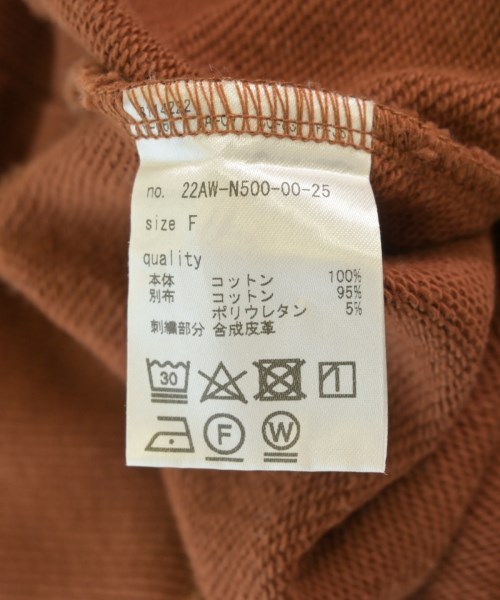 no. 22AW-N500-00-25
size F
quality
本体 コットン 100%
別布 コットン 95%
ポリウレタン 5%
刺繍部分 合成皮革
30
F W